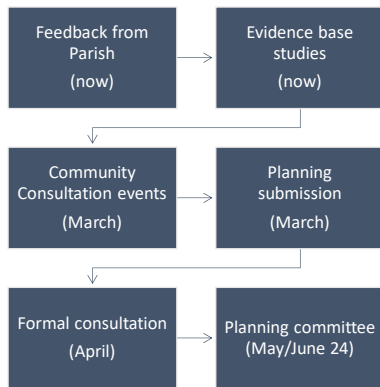 Feedback from
Parish
(now)
Evidence base
studies
(now)
Community
Consultation events
(March)
Planning
submission
(March)
Formal consultation
(April)
Planning committee
(May/June 24)